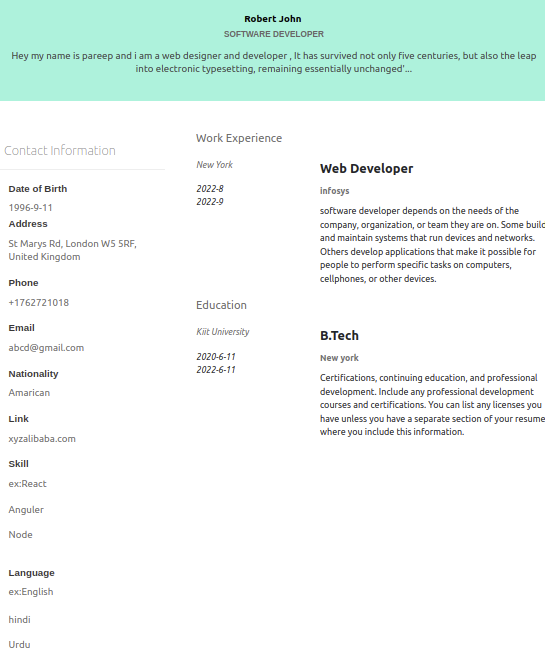 Robert John
SOFTWARE DEVELOPER
Hey my name is pareep and i am a web designer and developer , It has survived not only five centuries, but also the leap
into electronic typesetting, remaining essentially unchanged'...
Contact Information
Date of Birth
1996-9-11
Address
St Marys Rd, London W5 5RF,
United Kingdom
Phone
+1762721018
Email
abcd@gmail.com
Nationality
Amarican
Link
xyzalibaba.com
Skill
ex:React
Anguler
Node
Language
ex:English
hindi
Urdu
Work Experience
New York
2022-8
2022-9
Web Developer
infosys
software developer depends on the needs of the
company, organization, or team they are on. Some build
and maintain systems that run devices and networks.
Others develop applications that make it possible for
people to perform specific tasks on computers,
cellphones, or other devices.
Education
Kiit University
2020-6-11
2022-6-11
B.Tech
New york
Certifications, continuing education, and professional
development. Include any professional development
courses and certifications. You can list any licenses you
have unless you have a separate section of your resume
where you include this information.